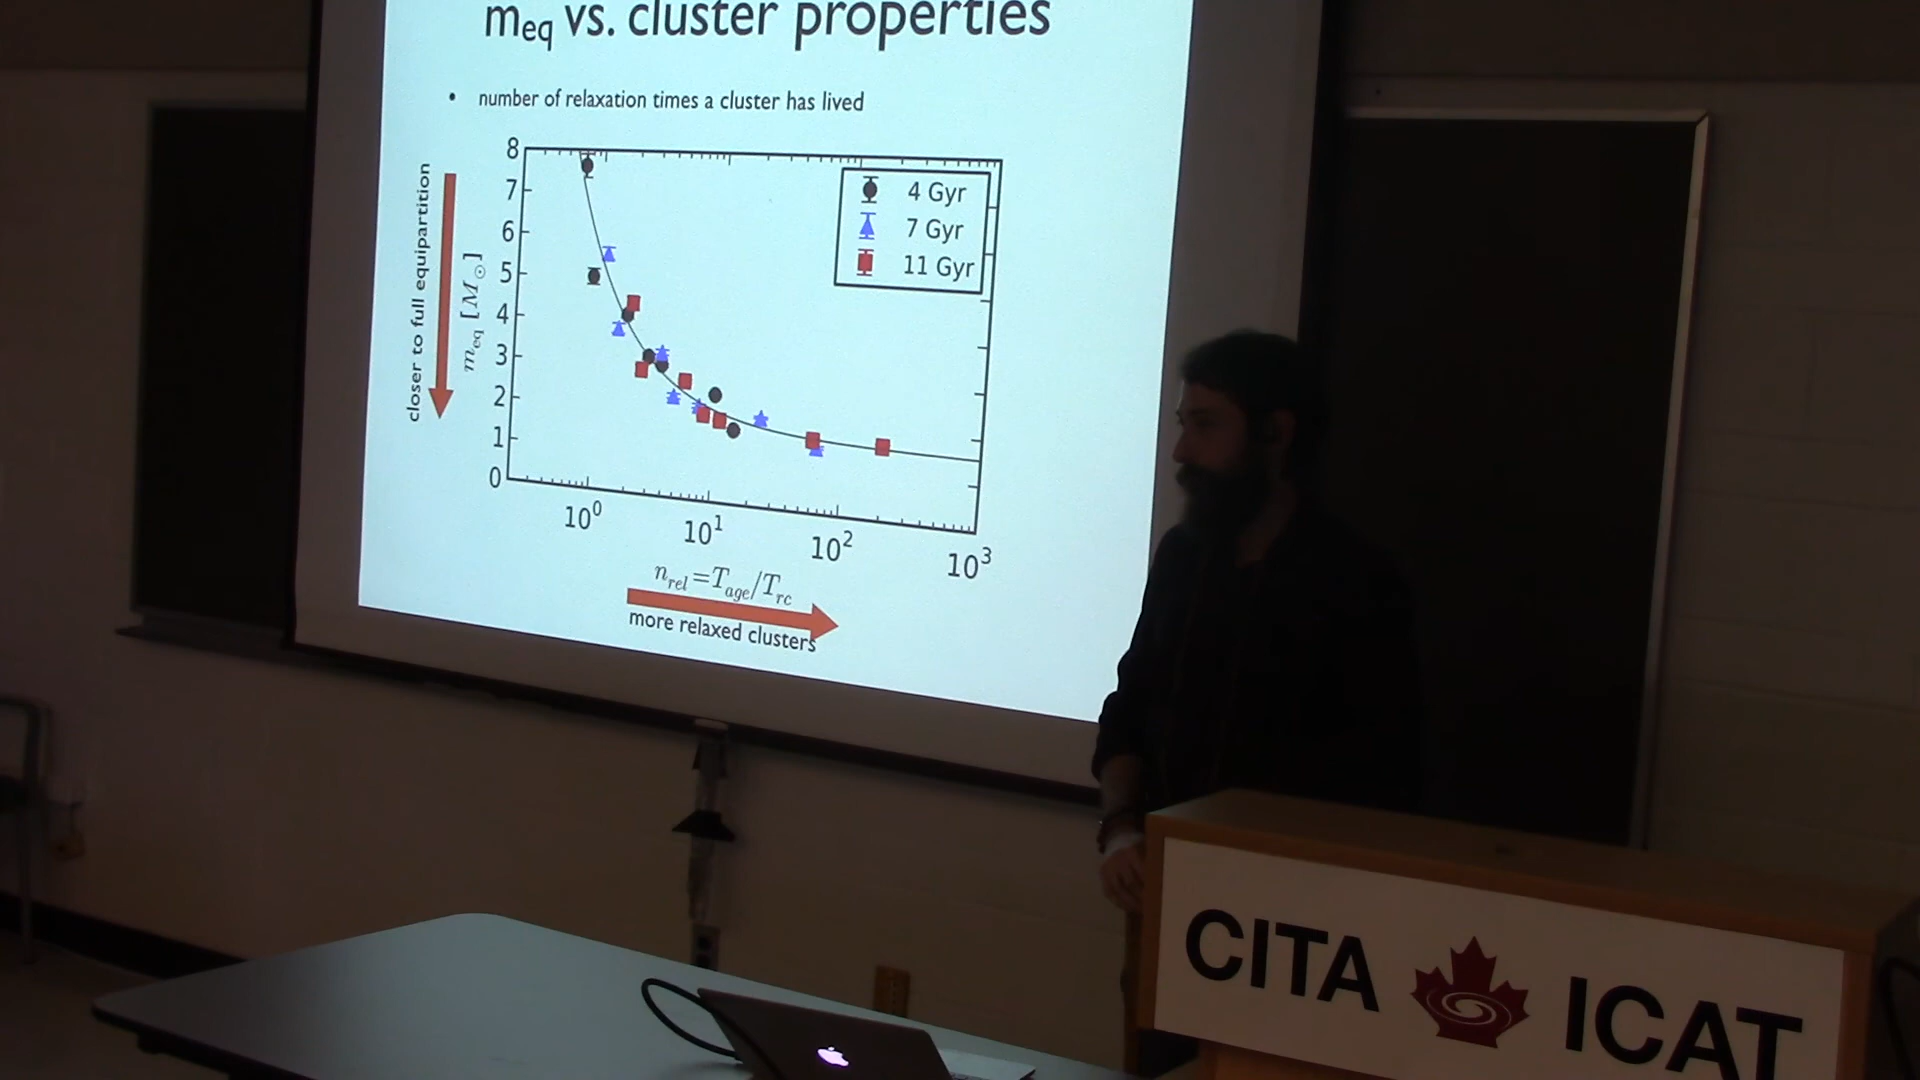 m_eq vs. cluster properties
• number of relaxation times a cluster has lived
closer to full equipartition
m_eq [M_⊙]
8
7
6
5
4
3
2
1
0
4 Gyr
7 Gyr
11 Gyr
10^0 10^1 10^2 10^3
n_rel=T_age/T_rc
more relaxed clusters
CITA ICAT